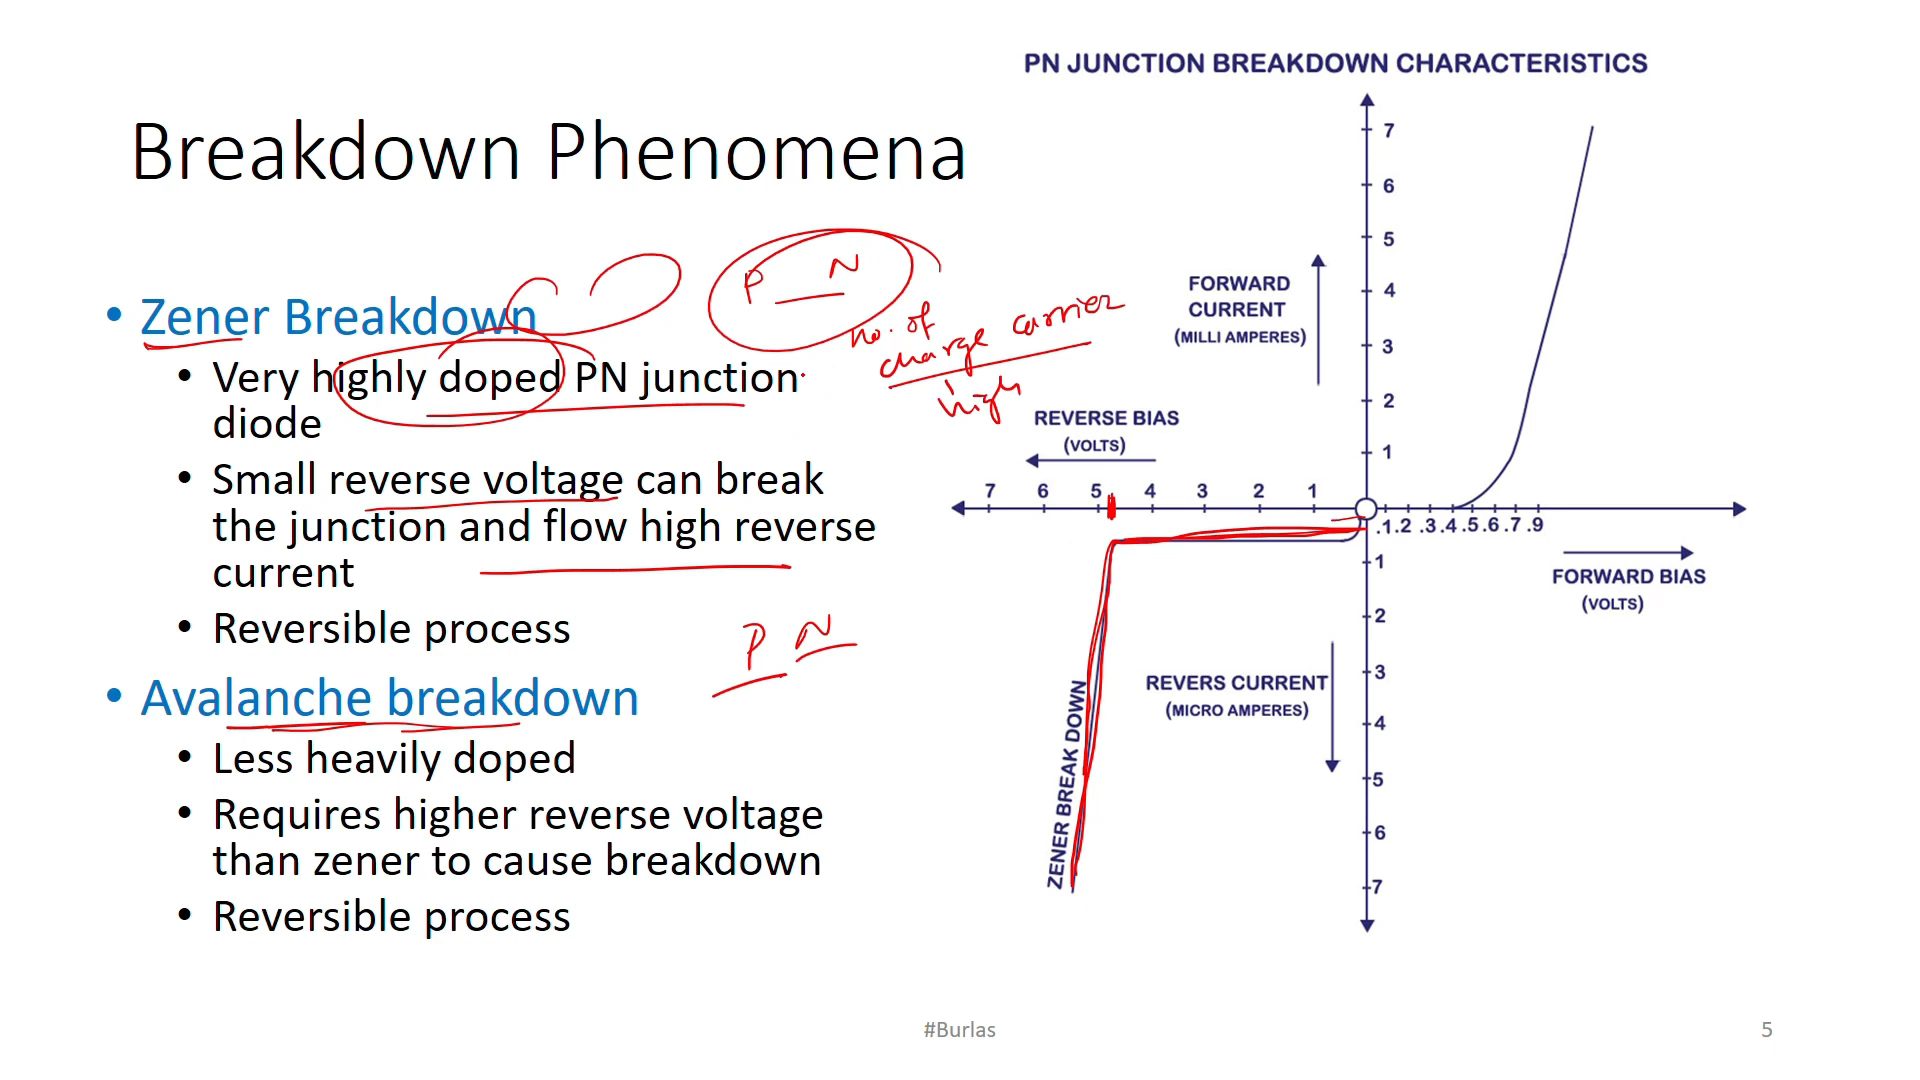 Breakdown Phenomena
• Zener Breakdown
• Very highly doped PN junction
diode
• Small reverse voltage can break
the junction and flow high reverse
current
• Reversible process
• Avalanche breakdown
• Less heavily doped
• Requires higher reverse voltage
than zener to cause breakdown
• Reversible process
P N
no. of
charge carrier
high
P N
PN JUNCTION BREAKDOWN CHARACTERISTICS
7
6
5
4
3
2
1
FORWARD
CURRENT
(MILLI AMPERES)
REVERSE BIAS
(VOLTS)
7 6 5 4 3 2 1
.1 .2 .3 .4 .5 .6 .7 .9
FORWARD BIAS
(VOLTS)
1
2
3
4
5
6
7
REVERS CURRENT
(MICRO AMPERES)
ZENER BREAK DOWN
#Burlas
5